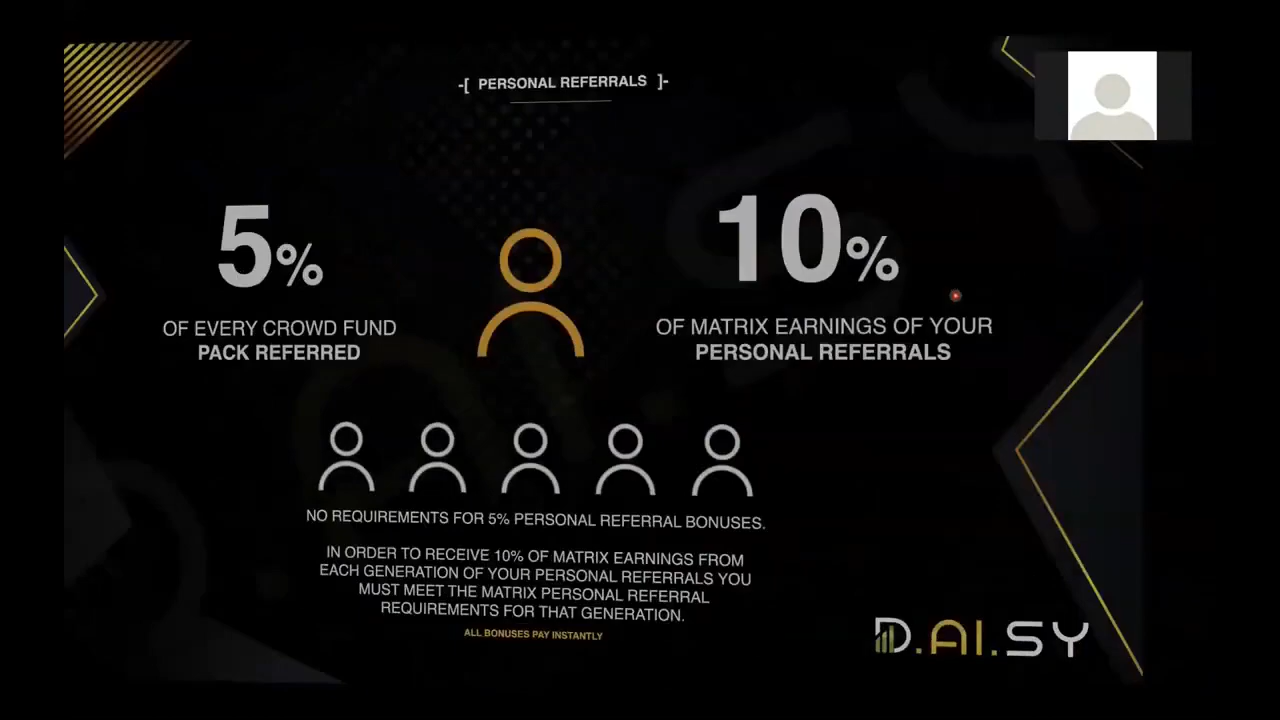 -[ PERSONAL REFERRALS ]-
5%
OF EVERY CROWD FUND
PACK REFERRED
10%
OF MATRIX EARNINGS OF YOUR
PERSONAL REFERRALS
NO REQUIREMENTS FOR 5% PERSONAL REFERRAL BONUSES.
IN ORDER TO RECEIVE 10% OF MATRIX EARNINGS FROM
EACH GENERATION OF YOUR PERSONAL REFERRALS YOU
MUST MEET THE MATRIX PERSONAL REFERRAL
REQUIREMENTS FOR THAT GENERATION.
ALL BONUSES PAY INSTANTLY
D.AI.SY